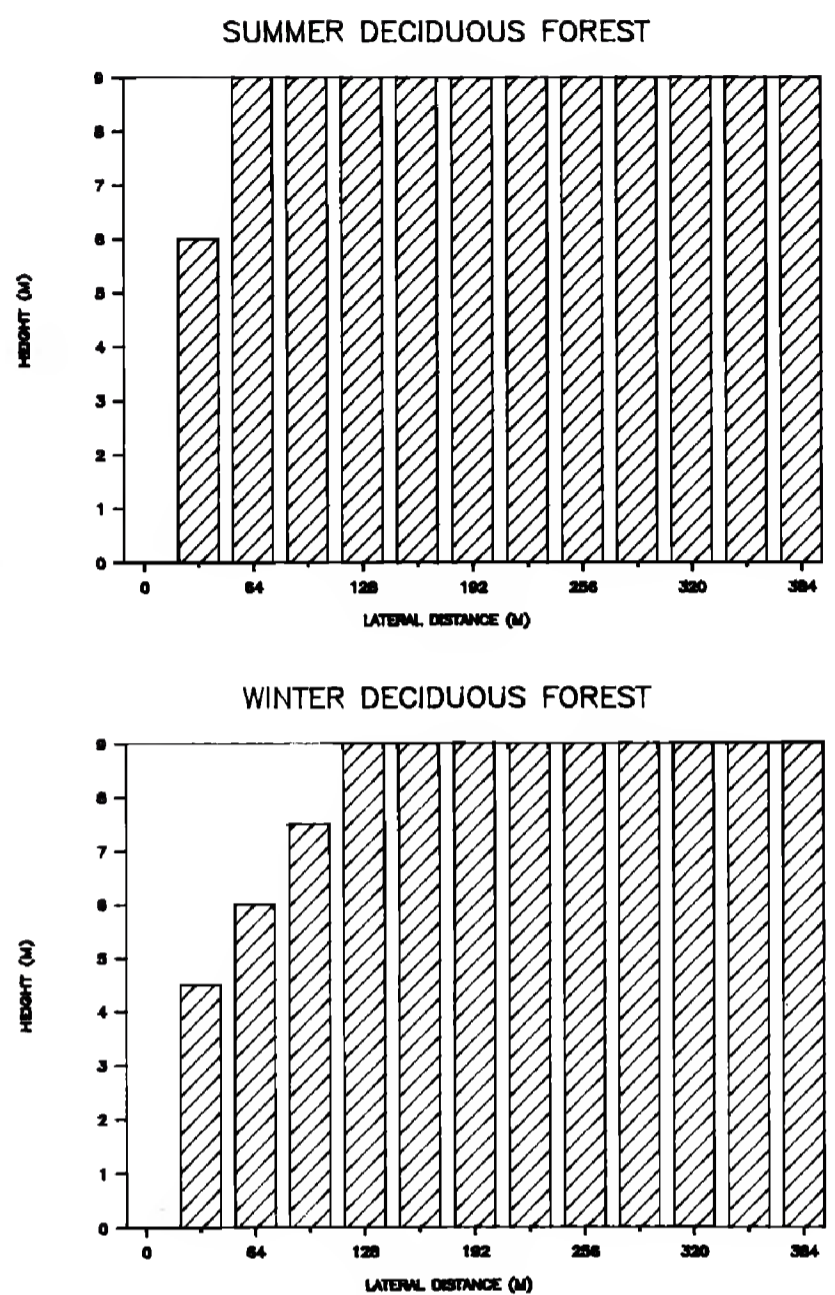 SUMMER DECIDUOUS FOREST
9
8
7
6
5
4
3
2
1
0
HEIGHT (M)
0 64 128 192 256 320 384
LATERAL DISTANCE (M)
WINTER DECIDUOUS FOREST
9
8
7
6
5
4
3
2
1
0
HEIGHT (M)
0 64 128 192 256 320 384
LATERAL DISTANCE (M)